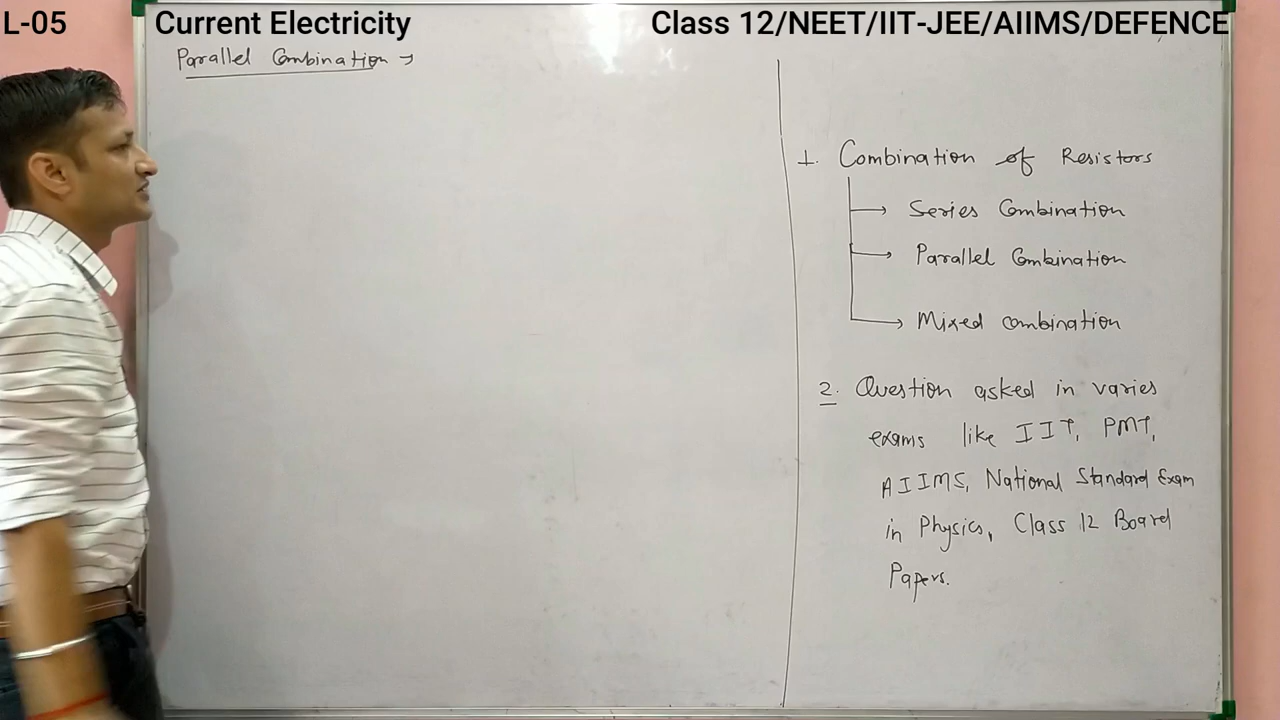 L-05 Current Electricity Class 12/NEET/IIT-JEE/AIIMS/DEFENCE
Parallel Combination →
1. Combination of Resistors
→ Series Combination
→ Parallel Combination
→ Mixed combination
2. Question asked in varies
exams like IIT, PMT,
AIIMS, National Standard Exam
in Physics, Class 12 Board
Papers.